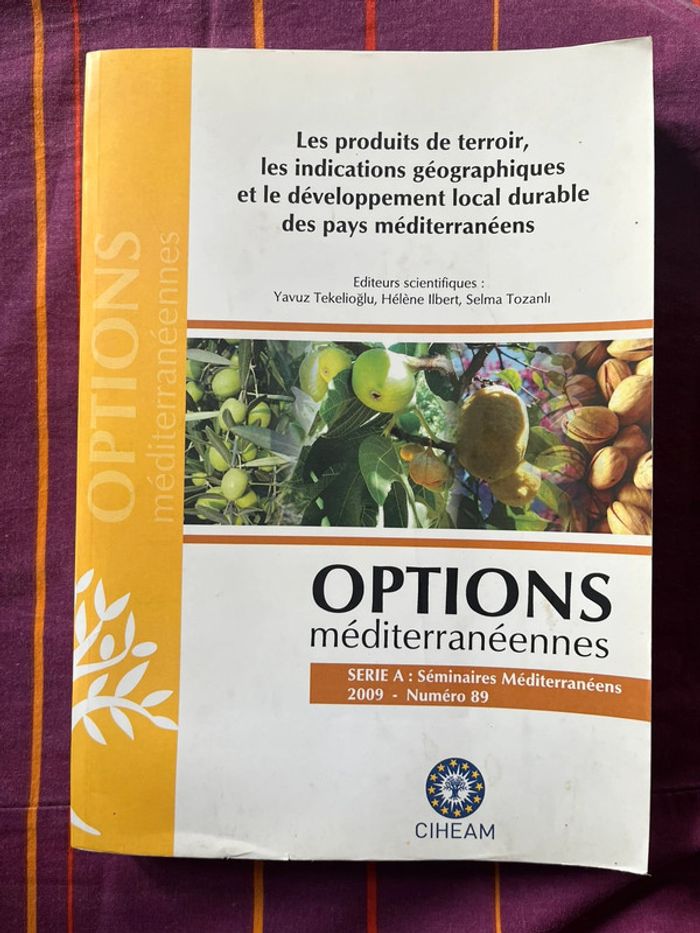 Les produits de terroir,
les indications géographiques
et le développement local durable
des pays méditerranéens
Editeurs scientifiques :
Yavuz Tekelioğlu, Hélène Ilbert, Selma Tozanlı
OPTIONS
méditerranéennes
OPTIONS
méditerranéennes
SERIE A : Séminaires Méditerranéens
2009 - Numéro 89
CIHEAM